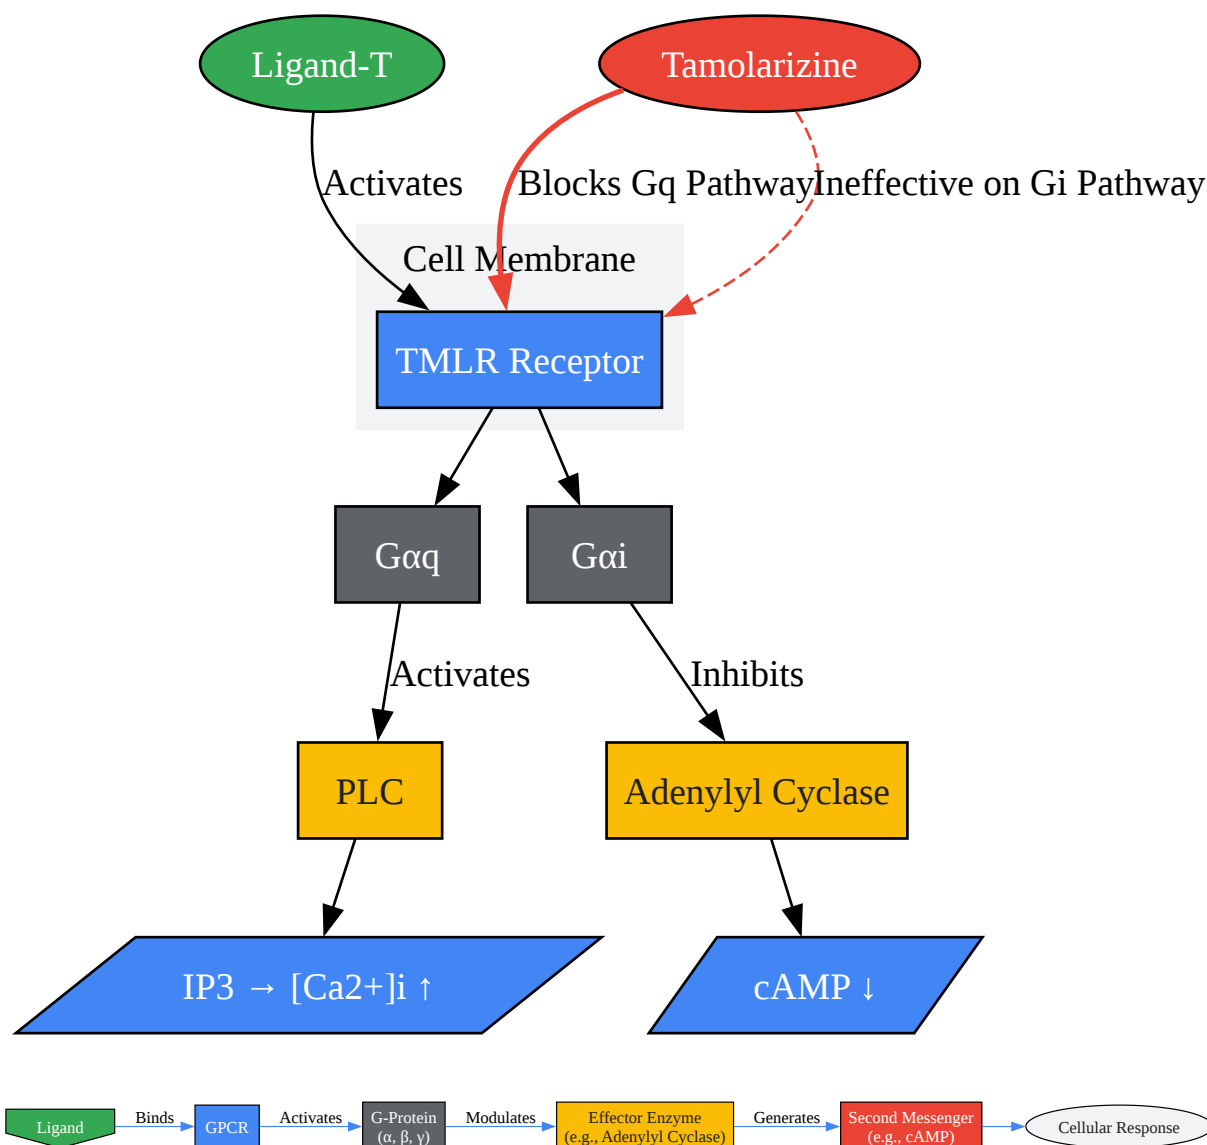 Ligand-T
Tamolarizine
Activates
Blocks Gq Pathway
Ineffective on Gi Pathway
Cell Membrane
TMLR Receptor
Gαq
Gαi
Activates
Inhibits
PLC
Adenylyl Cyclase
IP3 → [Ca2+]i ↑
cAMP ↓
Ligand
Binds
GPCR
Activates
G-Protein
(α, β, γ)
Modulates
Effector Enzyme
(e.g., Adenylyl Cyclase)
Generates
Second Messenger
(e.g., cAMP)
Cellular Response